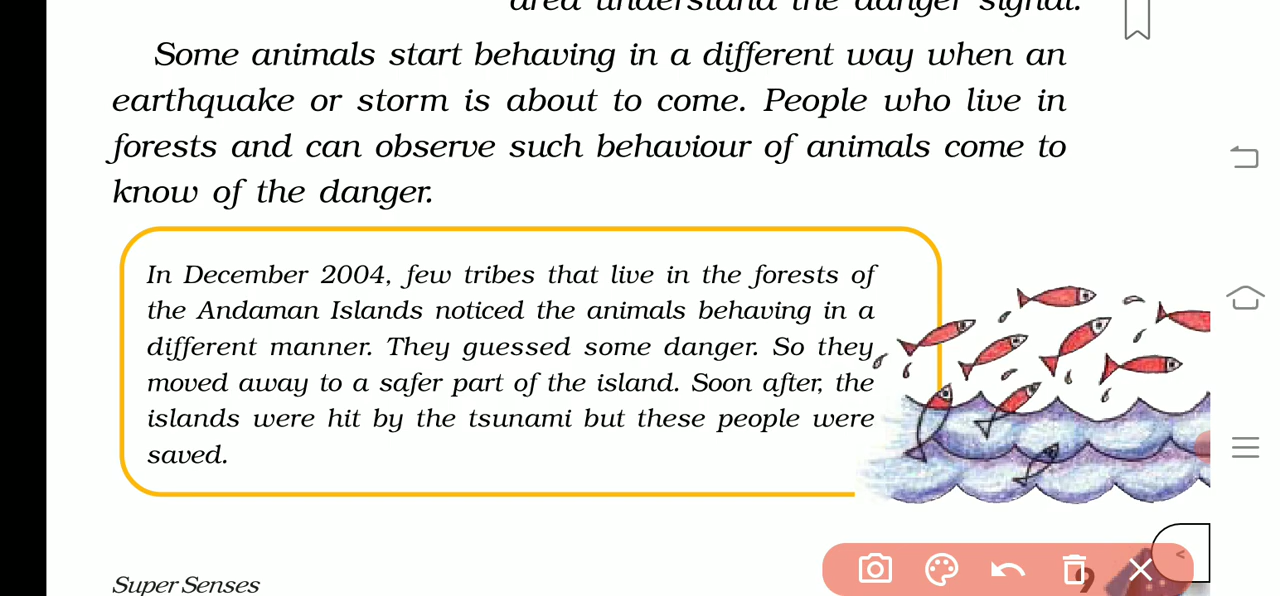 area understand the danger signal.
Some animals start behaving in a different way when an
earthquake or storm is about to come. People who live in
forests and can observe such behaviour of animals come to
know of the danger.
In December 2004, few tribes that live in the forests of
the Andaman Islands noticed the animals behaving in a
different manner. They guessed some danger. So they
moved away to a safer part of the island. Soon after, the
islands were hit by the tsunami but these people were
saved.
Super Senses
9